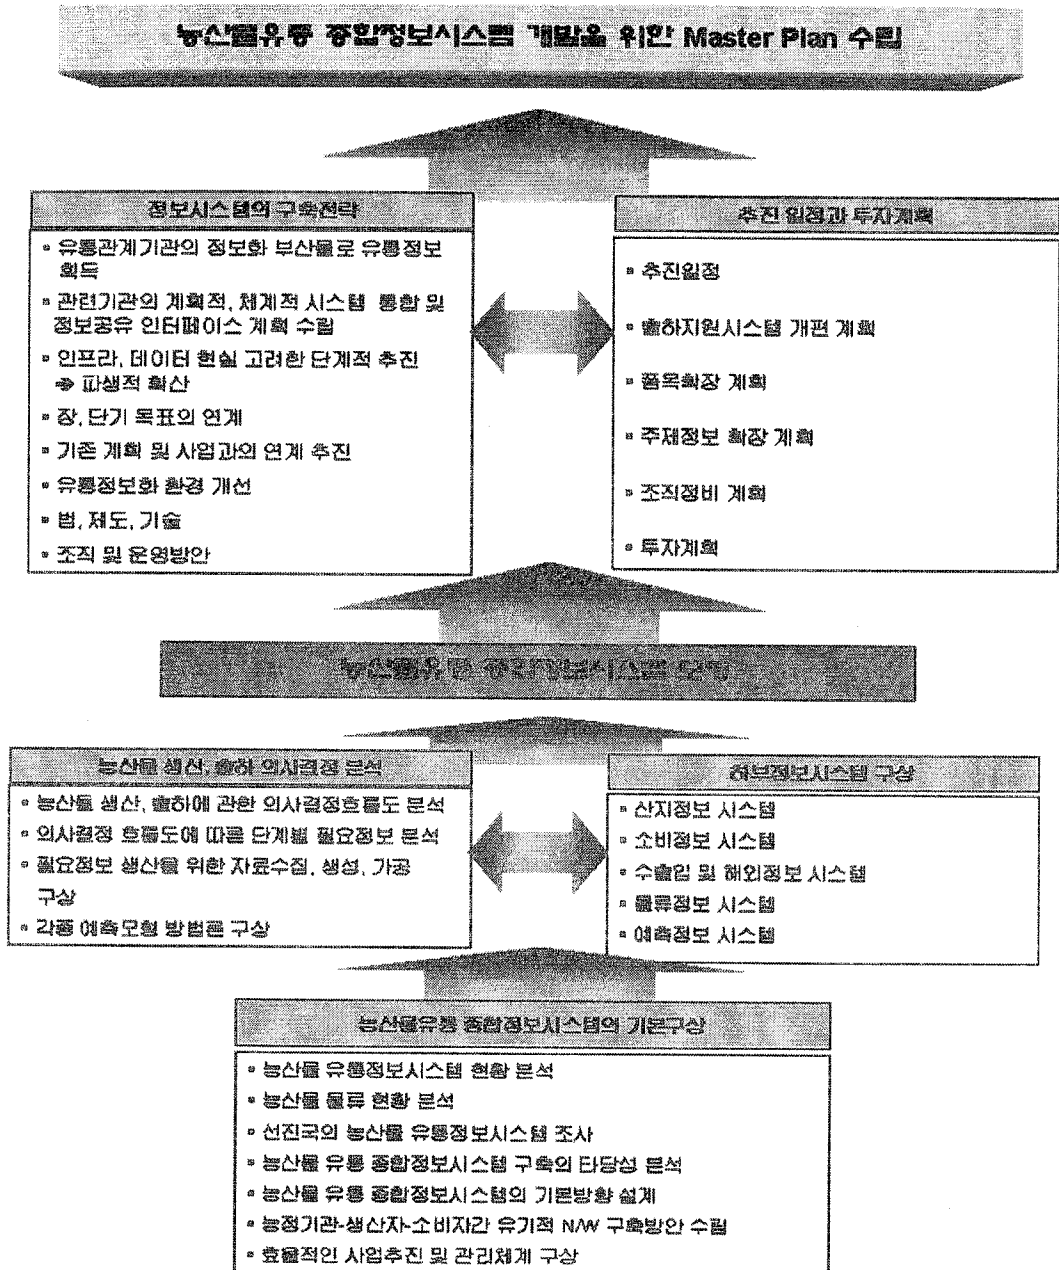 농산물유통 종합정보시스템 개발을 위한 Master Plan 수립
정보시스템의 구축전략
▫ 유통관계기관의 정보화 부산물로 유통정보
획득
▫ 관련기관의 계획적, 체계적 시스템 통합 및
정보공유 인터페이스 계획 수립
▫ 인프라, 데이터 현실 고려한 단계적 추진
➔ 파생적 확산
▫ 장, 단기 목표의 연계
▫ 기존 계획 및 사업과의 연계 추진
▫ 유통정보화 환경 개선
▫ 법, 제도, 기술
▫ 조직 및 운영방안
추진 일정과 투자계획
▫ 추진일정
▫ 출하지원시스템 개편 계획
▫ 품목확장 계획
▫ 주제정보 확장 계획
▫ 조직정비 계획
▫ 투자계획
농산물유통 종합정보시스템 모형
농산물 생산, 출하 의사결정 분석
▫ 농산물 생산, 출하에 관한 의사결정흐름도 분석
▫ 의사결정 흐름도에 따른 단계별 필요정보 분석
▫ 필요정보 생산을 위한 자료수집, 생성, 가공
구상
▫ 각종 예측모형 방법론 구상
하부정보시스템 구상
▫ 산지정보 시스템
▫ 소비정보 시스템
▫ 수출입 및 해외정보 시스템
▫ 물류정보 시스템
▫ 예측정보 시스템
농산물유통 종합정보시스템의 기본구상
▫ 농산물 유통정보시스템 현황 분석
▫ 농산물 물류 현황 분석
▫ 선진국의 농산물 유통정보시스템 조사
▫ 농산물 유통 종합정보시스템 구축의 타당성 분석
▫ 농산물 유통 종합정보시스템의 기본방향 설계
▫ 농정기관-생산자-소비자간 유기적 N/W 구축방안 수립
▫ 효율적인 사업추진 및 관리체계 구상